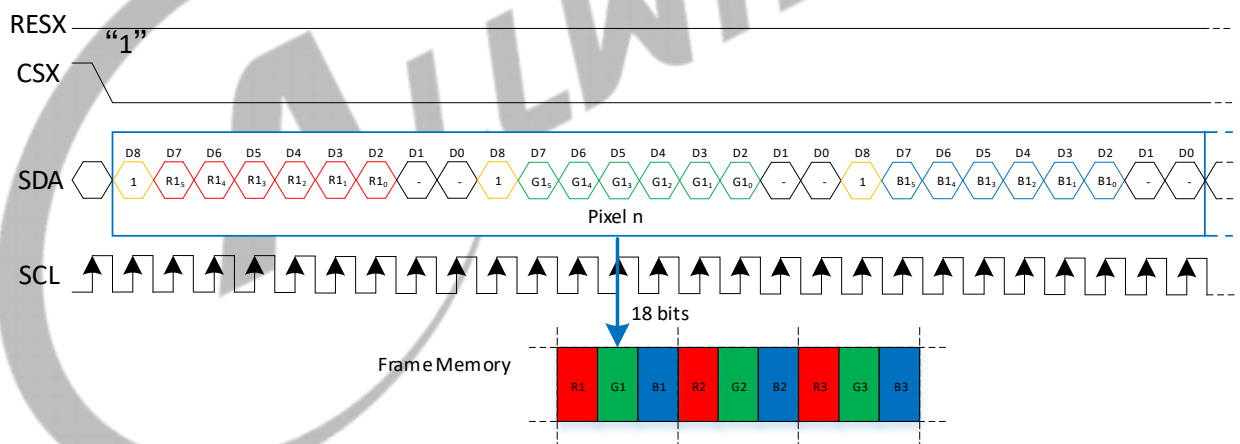 RESX
“1”
CSX
D8 D7 D6 D5 D4 D3 D2 D1 D0 D8 D7 D6 D5 D4 D3 D2 D1 D0 D8 D7 D6 D5 D4 D3 D2 D1 D0
SDA 1 R1₅ R1₄ R1₃ R1₂ R1₁ R1₀ - - 1 G1₅ G1₄ G1₃ G1₂ G1₁ G1₀ - - 1 B1₅ B1₄ B1₃ B1₂ B1₁ B1₀ - -
Pixel n
SCL
18 bits
Frame Memory
R1 G1 B1 R2 G2 B2 R3 G3 B3